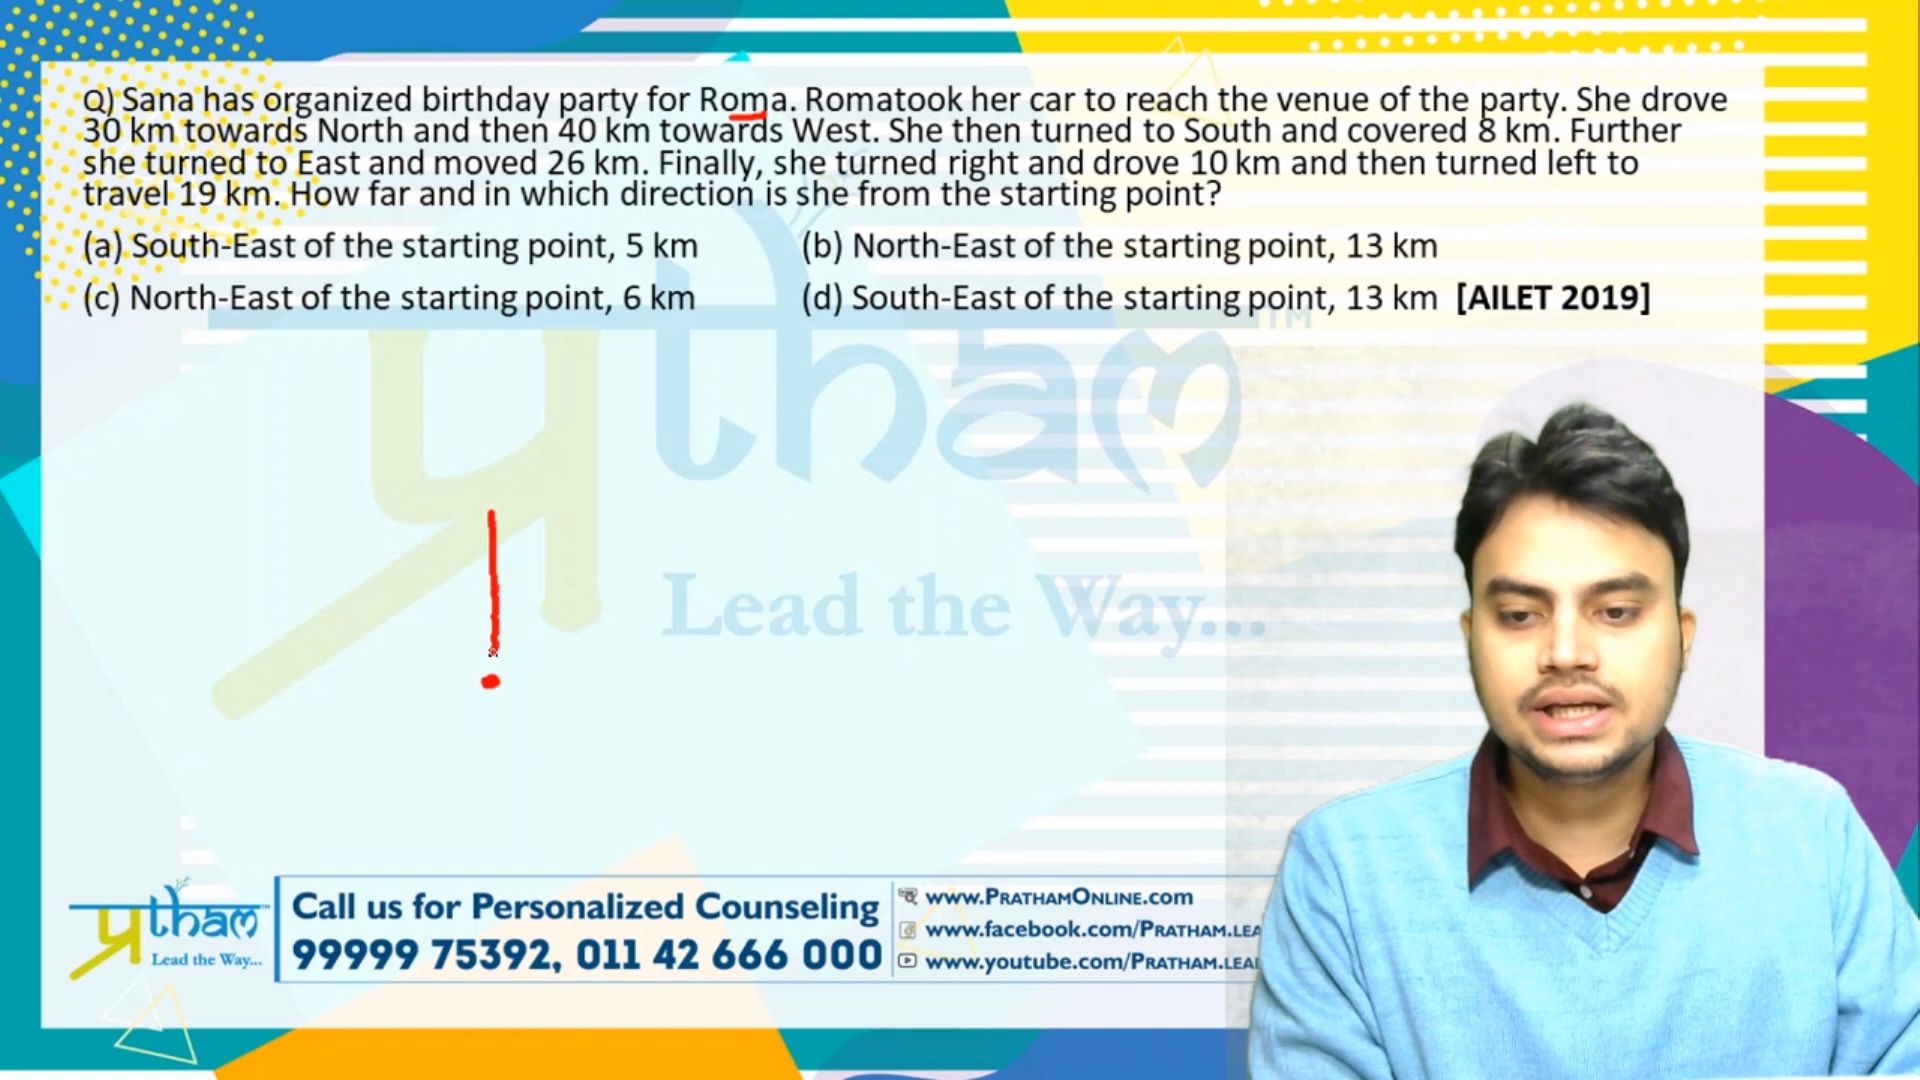 Q) Sana has organized birthday party for Roma. Romatook her car to reach the venue of the party. She drove
30 km towards North and then 40 km towards West. She then turned to South and covered 8 km. Further
she turned to East and moved 26 km. Finally, she turned right and drove 10 km and then turned left to
travel 19 km. How far and in which direction is she from the starting point?
(a) South-East of the starting point, 5 km (b) North-East of the starting point, 13 km
(c) North-East of the starting point, 6 km (d) South-East of the starting point, 13 km [AILET 2019]
प्रtham TM
Lead the Way...
प्रtham
Lead the Way...
Call us for Personalized Counseling
99999 75392, 011 42 666 000
www.PRATHAMONLINE.com
www.facebook.com/PRATHAM.LEA
www.youtube.com/PRATHAM.LEA